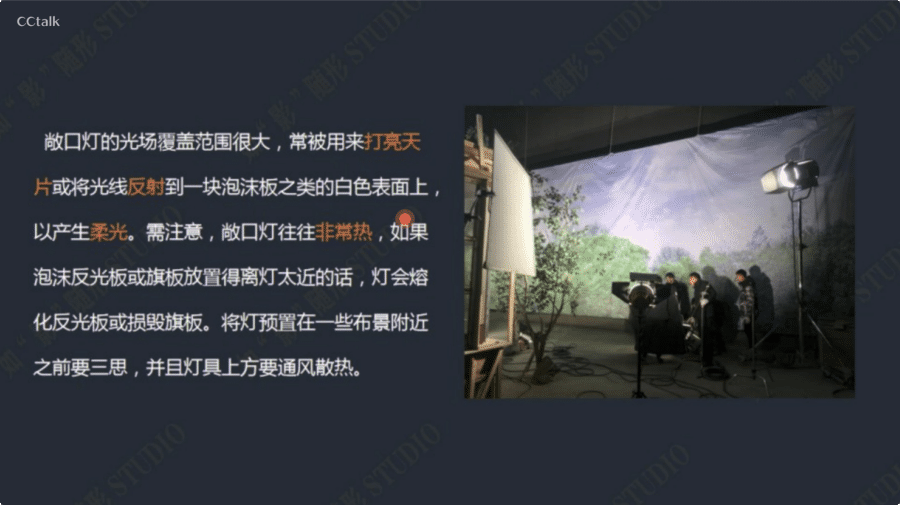 CCtalk
敞口灯的光场覆盖范围很大，常被用来打亮天
片或将光线反射到一块泡沫板之类的白色表面上，
以产生柔光。需注意，敞口灯往往非常热，如果
泡沫反光板或旗板放置得离灯太近的话，灯会熔
化反光板或损毁旗板。将灯预置在一些布景附近
之前要三思，并且灯具上方要通风散热。
如“影”随形 STUDIO